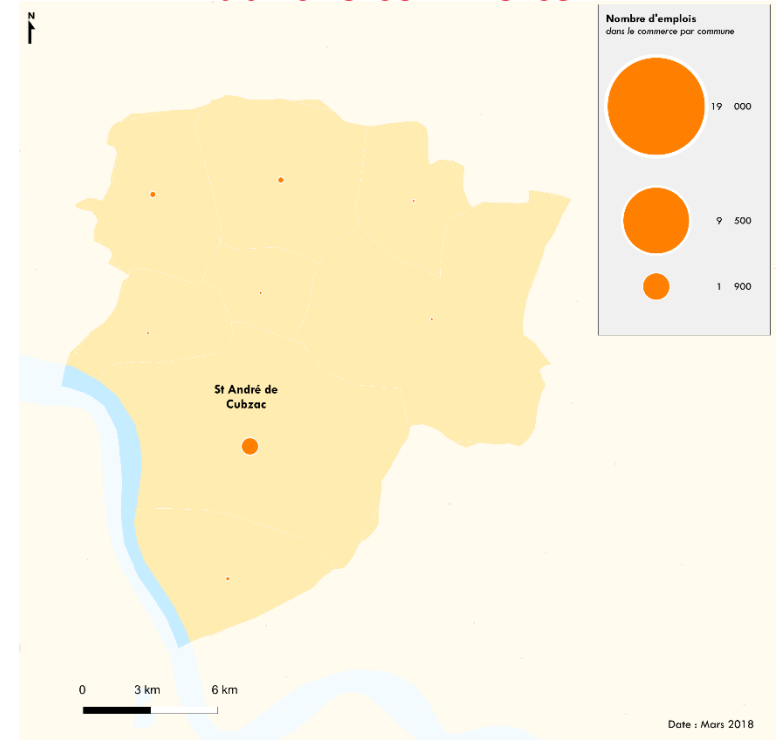 N
Nombre d'emplois
dans le commerce par commune
19 000
9 500
1 900
St André de
Cubzac
0 3 km 6 km
Date : Mars 2018